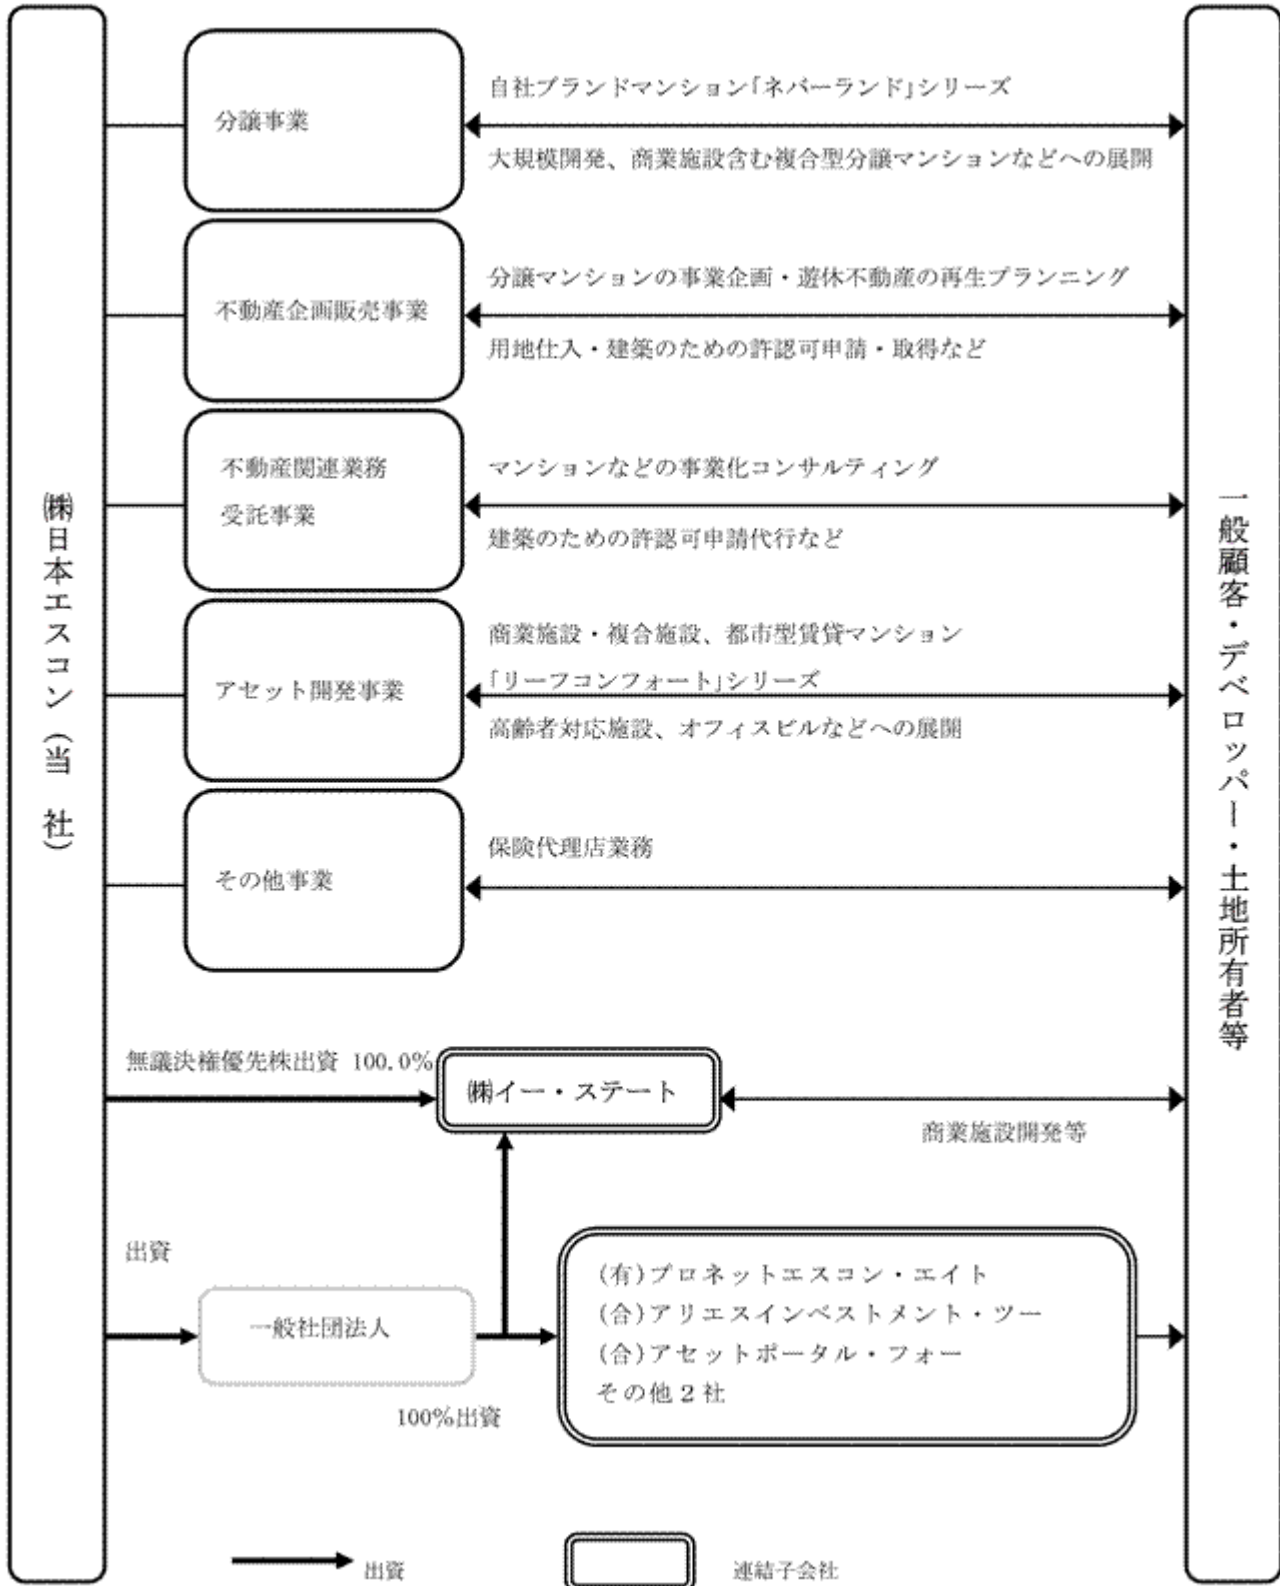 ㈱日本エスコン（当　社）
分譲事業
自社ブランドマンション「ネバーランド」シリーズ
大規模開発、商業施設含む複合型分譲マンションなどへの展開
不動産企画販売事業
分譲マンションの事業企画・遊休不動産の再生プランニング
用地仕入・建築のための許認可申請・取得など
不動産関連業務
受託事業
マンションなどの事業化コンサルティング
建築のための許認可申請代行など
アセット開発事業
商業施設・複合施設、都市型賃貸マンション
「リーフコンフォート」シリーズ
高齢者対応施設、オフィスビルなどへの展開
その他事業
保険代理店業務
一般顧客・デベロッパー・土地所有者等
無議決権優先株出資 100.0%
㈱イー・ステート
商業施設開発等
出資
一般社団法人
100%出資
(有)プロネットエスコン・エイト
(合)アリエスインベストメント・ツー
(合)アセットポータル・フォー
その他２社
出資
連結子会社